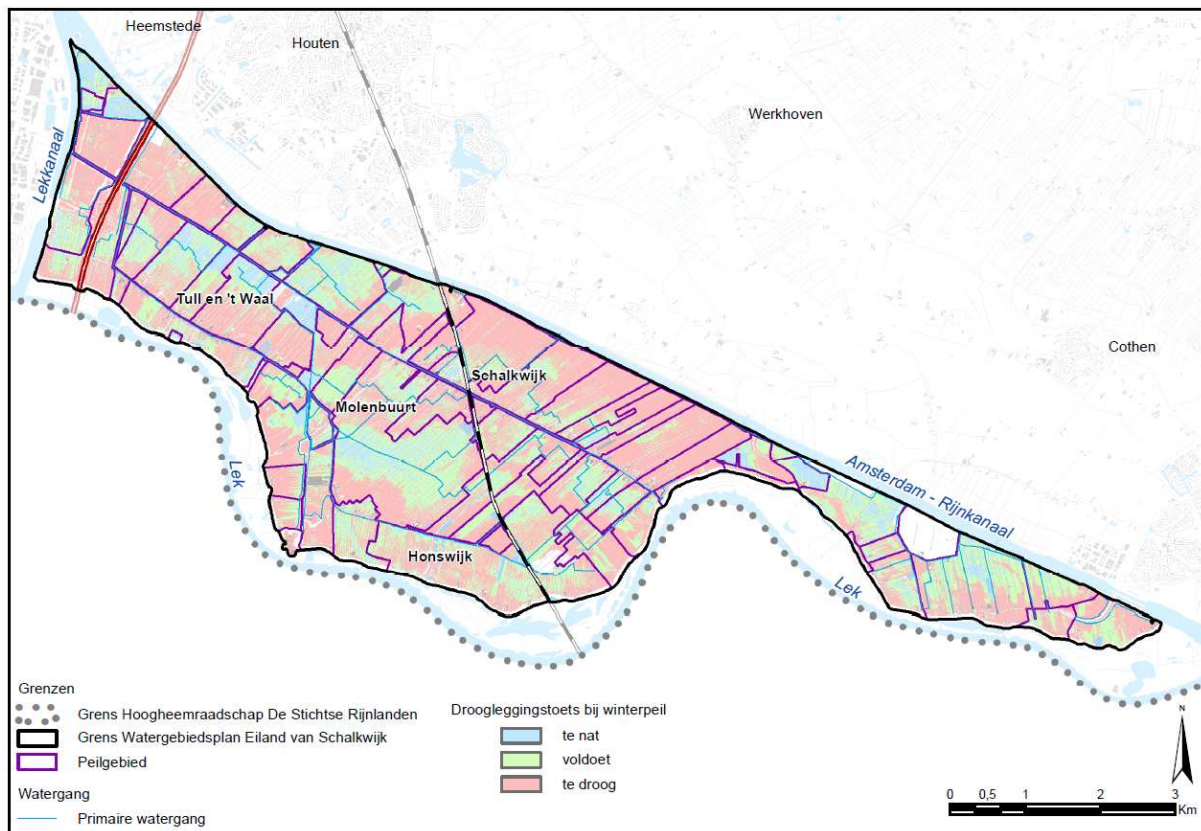 Heemstede
Houten
Werkhoven
Lekkanaal
Tull en 't Waal
Cothen
Schalkwijk
Molenbuurt
Amsterdam - Rijnkanaal
Lek
Honswijk
Lek
Grenzen
Grens Hoogheemraadschap De Stichtse Rijnlanden
Grens Watergebiedsplan Eiland van Schalkwijk
Peilgebied
Watergang
Primaire watergang
Droogleggingstoets bij winterpeil
te nat
voldoet
te droog
N
0 0,5 1 2 3
Km